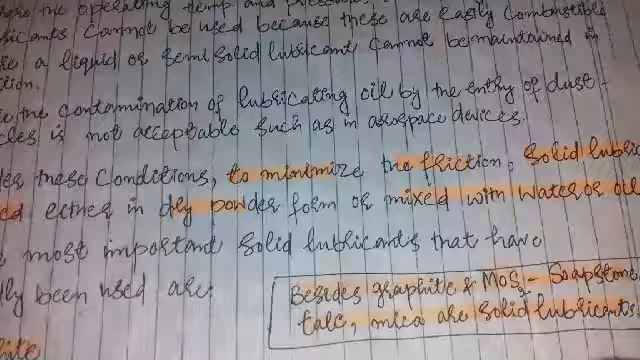 the operating temp and
cannot be used because these are easily combustible
a liquid or semi solid lubricant cannot be maintained in
the contamination of lubricating oil by the entry of dust
is not acceptable such as in aerospace devices.
these conditions, to minimize the friction, solid lubric
either in dry powder form or mixed with water or oil
most important solid lubricants that have
been used are:
Besides graphite & MoS2 - Soapstone
talc, mica are solid lubricants.